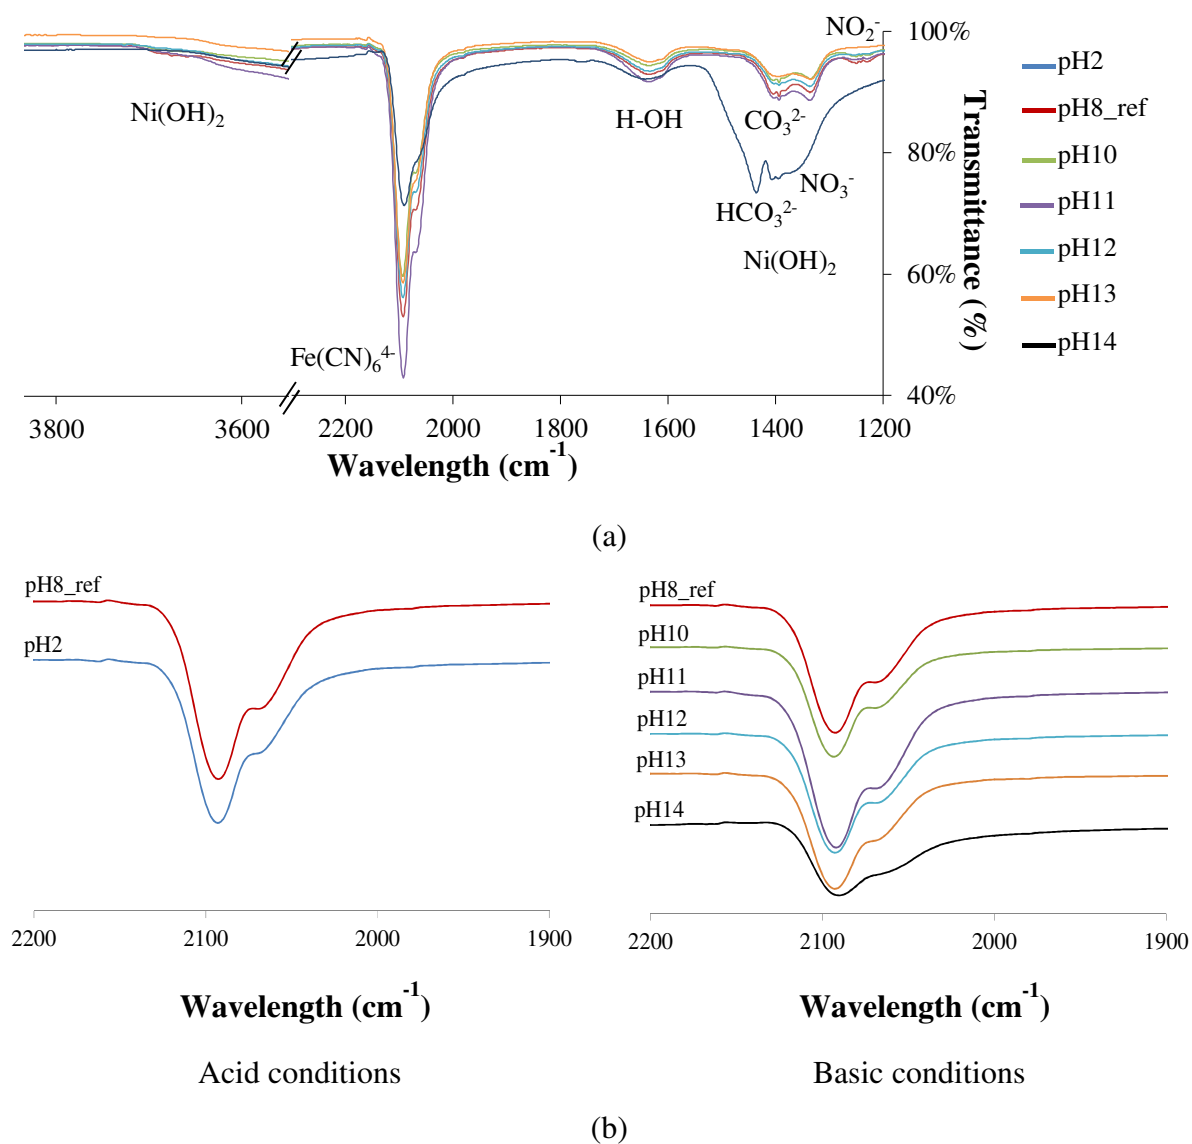 NO₂⁻
100%
Ni(OH)₂
H-OH
CO₃²⁻
80%
NO₃⁻
HCO₃²⁻
Ni(OH)₂
60%
Fe(CN)₆⁴⁻
40%
Transmittance (%)
3800 3600 2200 2000 1800 1600 1400 1200
Wavelength (cm⁻¹)
pH2
pH8_ref
pH10
pH11
pH12
pH13
pH14
(a)
pH8_ref
pH2
2200 2100 2000 1900
Wavelength (cm⁻¹)
Acid conditions
pH8_ref
pH10
pH11
pH12
pH13
pH14
2200 2100 2000 1900
Wavelength (cm⁻¹)
Basic conditions
(b)